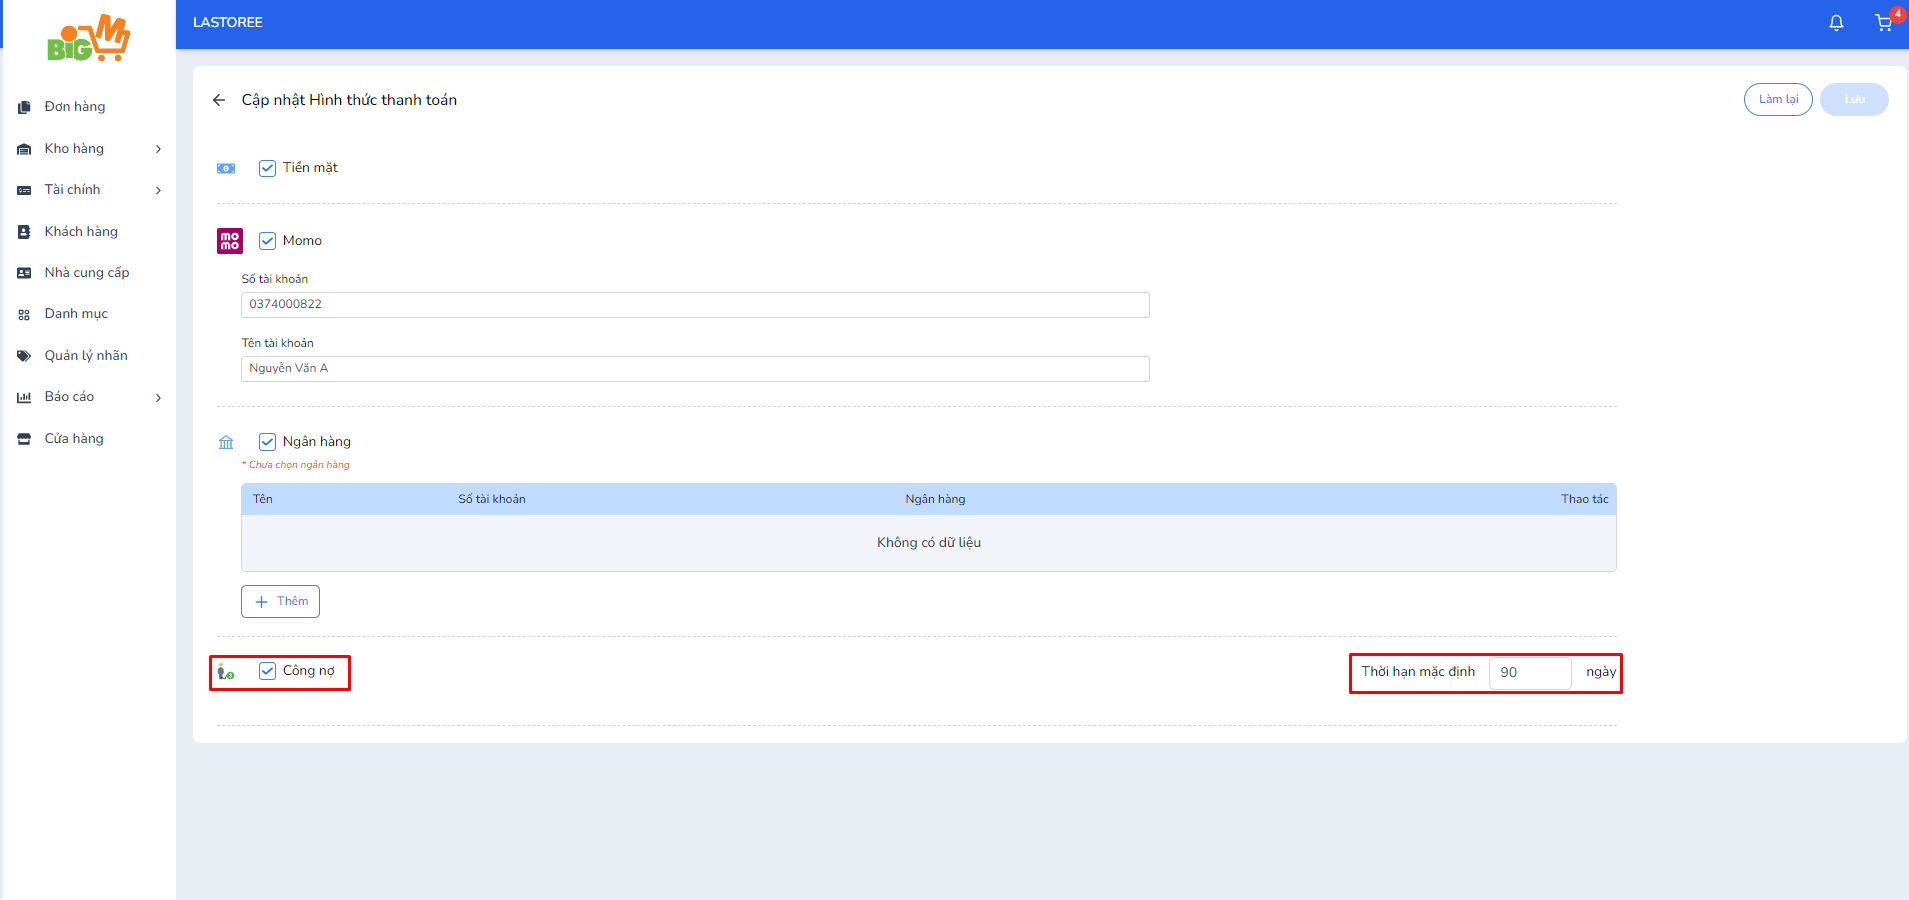 BiG
LASTOREE
4
Đơn hàng
Kho hàng
Tài chính
Khách hàng
Nhà cung cấp
Danh mục
Quản lý nhãn
Báo cáo
Cửa hàng
Cập nhật Hình thức thanh toán
Làm lại
Lưu
Tiền mặt
mo
mo
Momo
Số tài khoản
0374000822
Tên tài khoản
Nguyễn Văn A
Ngân hàng
* Chưa chọn ngân hàng
Tên Số tài khoản Ngân hàng Thao tác
Không có dữ liệu
+ Thêm
Công nợ
Thời hạn mặc định 90 ngày